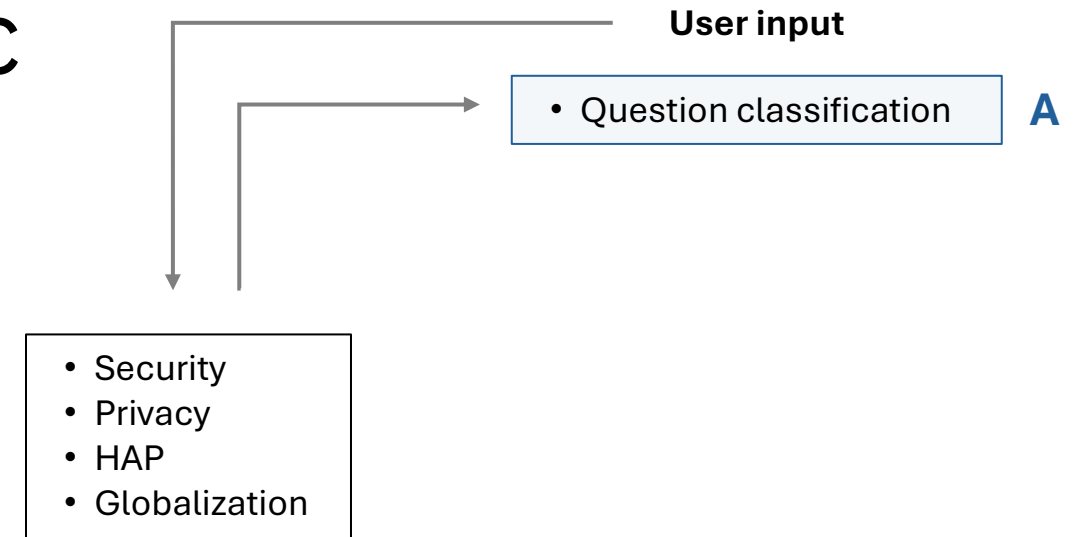 User input
• Question classification
A
• Security
• Privacy
• HAP
• Globalization